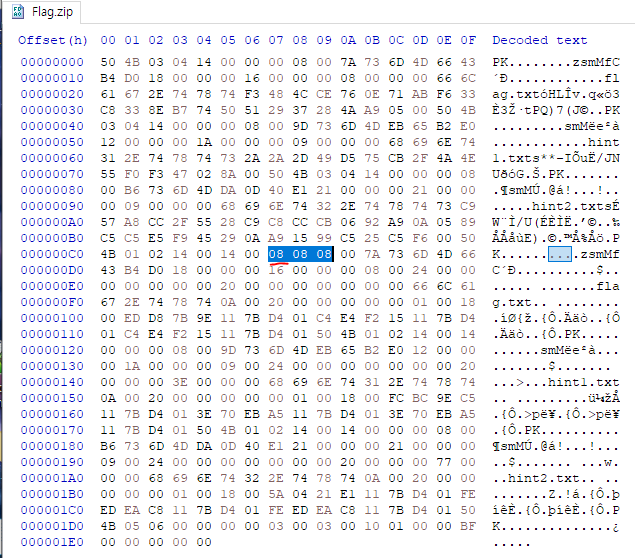 Flag.zip
Offset(h) 00 01 02 03 04 05 06 07 08 09 0A 0B 0C 0D 0E 0F Decoded text
00000000 50 4B 03 04 14 00 00 00 08 00 7A 73 6D 4D 66 43 PK........zsmMfC
00000010 B4 D0 18 00 00 00 16 00 00 00 08 00 00 00 66 6C ´Ð............fl
00000020 61 67 2E 74 78 74 F3 48 4C CE 76 0E 71 AB F6 33 ag.txtóHLÎv.q«ö3
00000030 C8 33 8E B7 74 50 51 29 37 28 4A A9 05 00 50 4B È3Ž·tPQ)7(J©..PK
00000040 03 04 14 00 00 00 08 00 9D 73 6D 4D EB 65 B2 E0 .........smMëe²à
00000050 12 00 00 00 1A 00 00 00 09 00 00 00 68 69 6E 74 ............hint
00000060 31 2E 74 78 74 73 2A 2A 2D 49 D5 75 CB 2F 4A 4E 1.txts**-IÕuË/JN
00000070 55 F0 F3 47 02 8A 00 50 4B 03 04 14 00 00 00 08 UðóG.Š.PK.......
00000080 00 B6 73 6D 4D DA 0D 40 E1 21 00 00 00 21 00 00 .¶smMÚ.@á!...!..
00000090 00 09 00 00 00 68 69 6E 74 32 2E 74 78 74 73 C9 .....hint2.txtsÉ
000000A0 57 A8 CC 2F 55 28 C9 C8 CC CB 06 92 A9 0A 05 89 W¨Ì/U(ÉÈÌË.’©..‰
000000B0 C5 C5 E5 F9 45 29 0A A9 15 99 C5 25 C5 F6 00 50 ÅÅåùE).©.™Å%Åö.P
000000C0 4B 01 02 14 00 14 00 08 08 08 00 7A 73 6D 4D 66 K..........zsmMf
000000D0 43 B4 D0 18 00 00 00 16 00 00 00 08 00 24 00 00 C´Ð..........$..
000000E0 00 00 00 00 00 20 00 00 00 00 00 00 00 66 6C 61 ..... .......fla
000000F0 67 2E 74 78 74 0A 00 20 00 00 00 00 00 01 00 18 g.txt.. ........
00000100 00 ED D8 7B 9E 11 7B D4 01 C4 E4 F2 15 11 7B D4 .íØ{ž.{Ô.Ääò..{Ô
00000110 01 C4 E4 F2 15 11 7B D4 01 50 4B 01 02 14 00 14 .Ääò..{Ô.PK.....
00000120 00 00 00 08 00 9D 73 6D 4D EB 65 B2 E0 12 00 00 ......smMëe²à...
00000130 00 1A 00 00 00 09 00 24 00 00 00 00 00 00 00 20 .......$.......
00000140 00 00 00 3E 00 00 00 68 69 6E 74 31 2E 74 78 74 ...>...hint1.txt
00000150 0A 00 20 00 00 00 00 00 01 00 18 00 FC BC 9E C5 .. .........ü¼žÅ
00000160 11 7B D4 01 3E 70 EB A5 11 7B D4 01 3E 70 EB A5 .{Ô.>pë¥.{Ô.>pë¥
00000170 11 7B D4 01 50 4B 01 02 14 00 14 00 00 00 08 00 .{Ô.PK..........
00000180 B6 73 6D 4D DA 0D 40 E1 21 00 00 00 21 00 00 00 ¶smMÚ.@á!...!...
00000190 09 00 24 00 00 00 00 00 00 00 20 00 00 00 77 00 ..$....... ...w.
000001A0 00 00 68 69 6E 74 32 2E 74 78 74 0A 00 20 00 00 ..hint2.txt.. ..
000001B0 00 00 00 01 00 18 00 5A 04 21 E1 11 7B D4 01 FE .......Z.!á.{Ô.þ
000001C0 ED EA C8 11 7B D4 01 FE ED EA C8 11 7B D4 01 50 íêÈ.{Ô.þíêÈ.{Ô.P
000001D0 4B 05 06 00 00 00 00 03 00 03 00 10 01 00 00 BF K..............¿
000001E0 00 00 00 00 00 .....